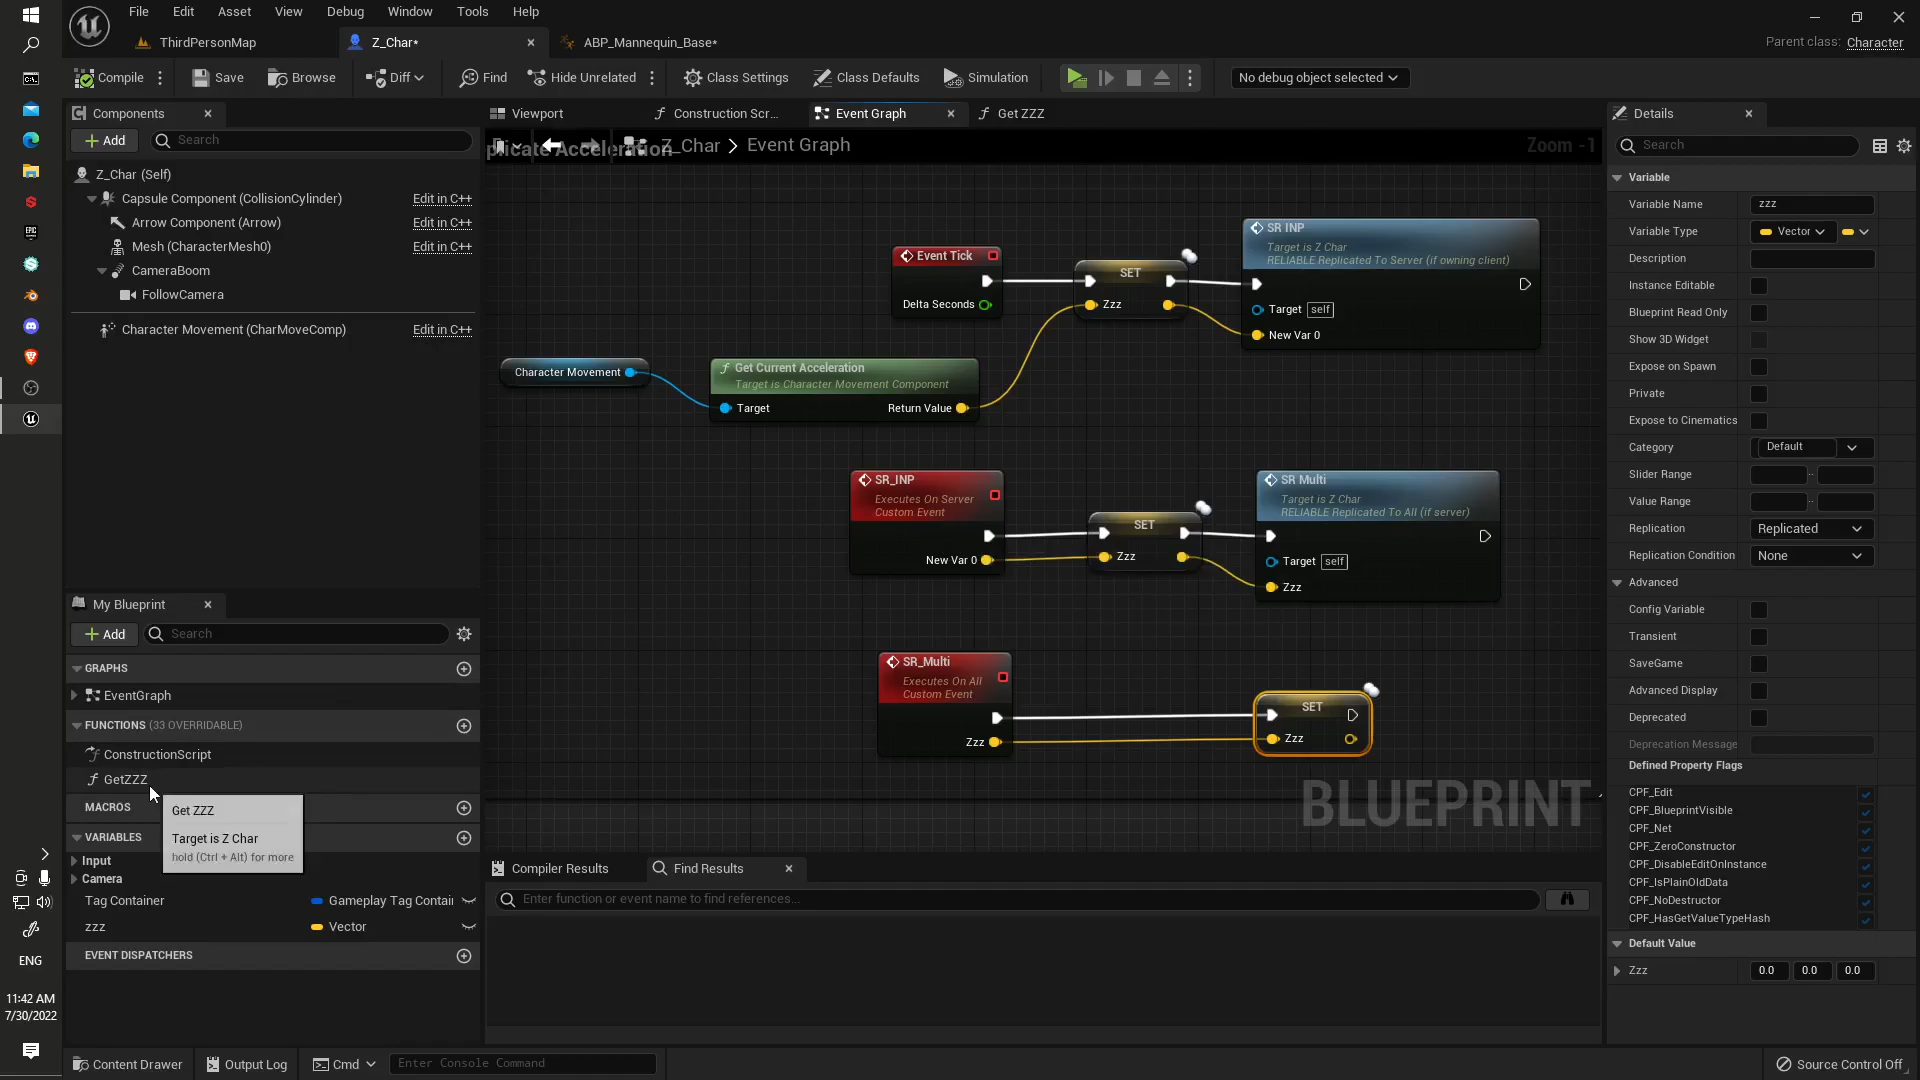 File Edit Asset View Debug Window Tools Help
ThirdPersonMap Z_Char* ABP_Mannequin_Base* Parent class: Character
Compile Save Browse Diff Find Hide Unrelated Class Settings Class Defaults Simulation No debug object selected
Components
Add Search
Z_Char (Self)
Capsule Component (CollisionCylinder) Edit in C++
Arrow Component (Arrow) Edit in C++
Mesh (CharacterMesh0) Edit in C++
CameraBoom
FollowCamera
Character Movement (CharMoveComp) Edit in C++
My Blueprint
Add Search
GRAPHS
EventGraph
FUNCTIONS (33 OVERRIDABLE)
ConstructionScript
GetZZZ
MACROS
Get ZZZ
Target is Z Char
hold (Ctrl + Alt) for more
VARIABLES
Input
Camera
Tag Container Gameplay Tag Contai
zzz Vector
EVENT DISPATCHERS
Viewport Construction Scr... Event Graph Get ZZZ
plicate Acceleration
Z_Char > Event Graph
Zoom -1
Event Tick
Delta Seconds
SET
Zzz
SR INP
Target is Z Char
RELIABLE Replicated To Server (if owning client)
Target self
New Var 0
Character Movement
Get Current Acceleration
Target is Character Movement Component
Target Return Value
SR_INP
Executes On Server
Custom Event
New Var 0
SET
Zzz
SR Multi
Target is Z Char
RELIABLE Replicated To All (if server)
Target self
Zzz
SR_Multi
Executes On All
Custom Event
Zzz
SET
Zzz
BLUEPRINT
Compiler Results Find Results
Enter function or event name to find references...
Details
Search
Variable
Variable Name zzz
Variable Type Vector
Description
Instance Editable
Blueprint Read Only
Show 3D Widget
Expose on Spawn
Private
Expose to Cinematics
Category Default
Slider Range ..
Value Range ..
Replication Replicated
Replication Condition None
Advanced
Config Variable
Transient
SaveGame
Advanced Display
Deprecated
Deprecation Message
Defined Property Flags
CPF_Edit
CPF_BlueprintVisible
CPF_Net
CPF_ZeroConstructor
CPF_DisableEditOnInstance
CPF_IsPlainOldData
CPF_NoDestructor
CPF_HasGetValueTypeHash
Default Value
Zzz 0.0 0.0 0.0
ENG
11:42 AM
7/30/2022
Content Drawer Output Log Cmd Enter Console Command Source Control Off